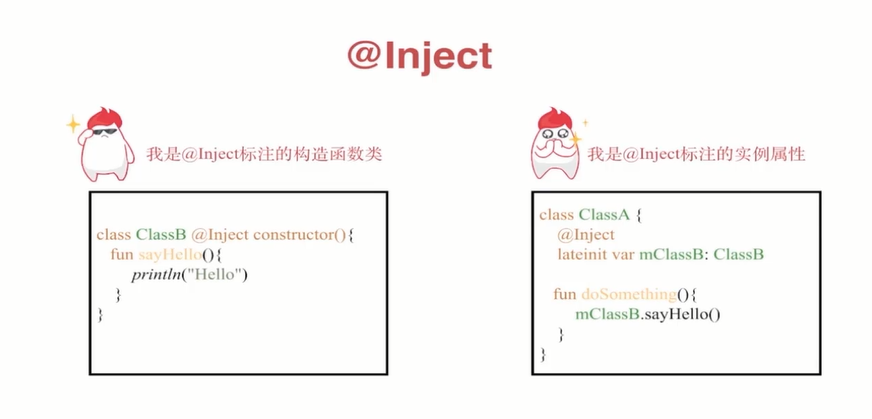 @Inject
我是@Inject标注的构造函数类
class ClassB @Inject constructor(){
fun sayHello(){
println("Hello")
}
}
我是@Inject标注的实例属性
class ClassA {
@Inject
lateinit var mClassB: ClassB
fun doSomething(){
mClassB.sayHello()
}
}